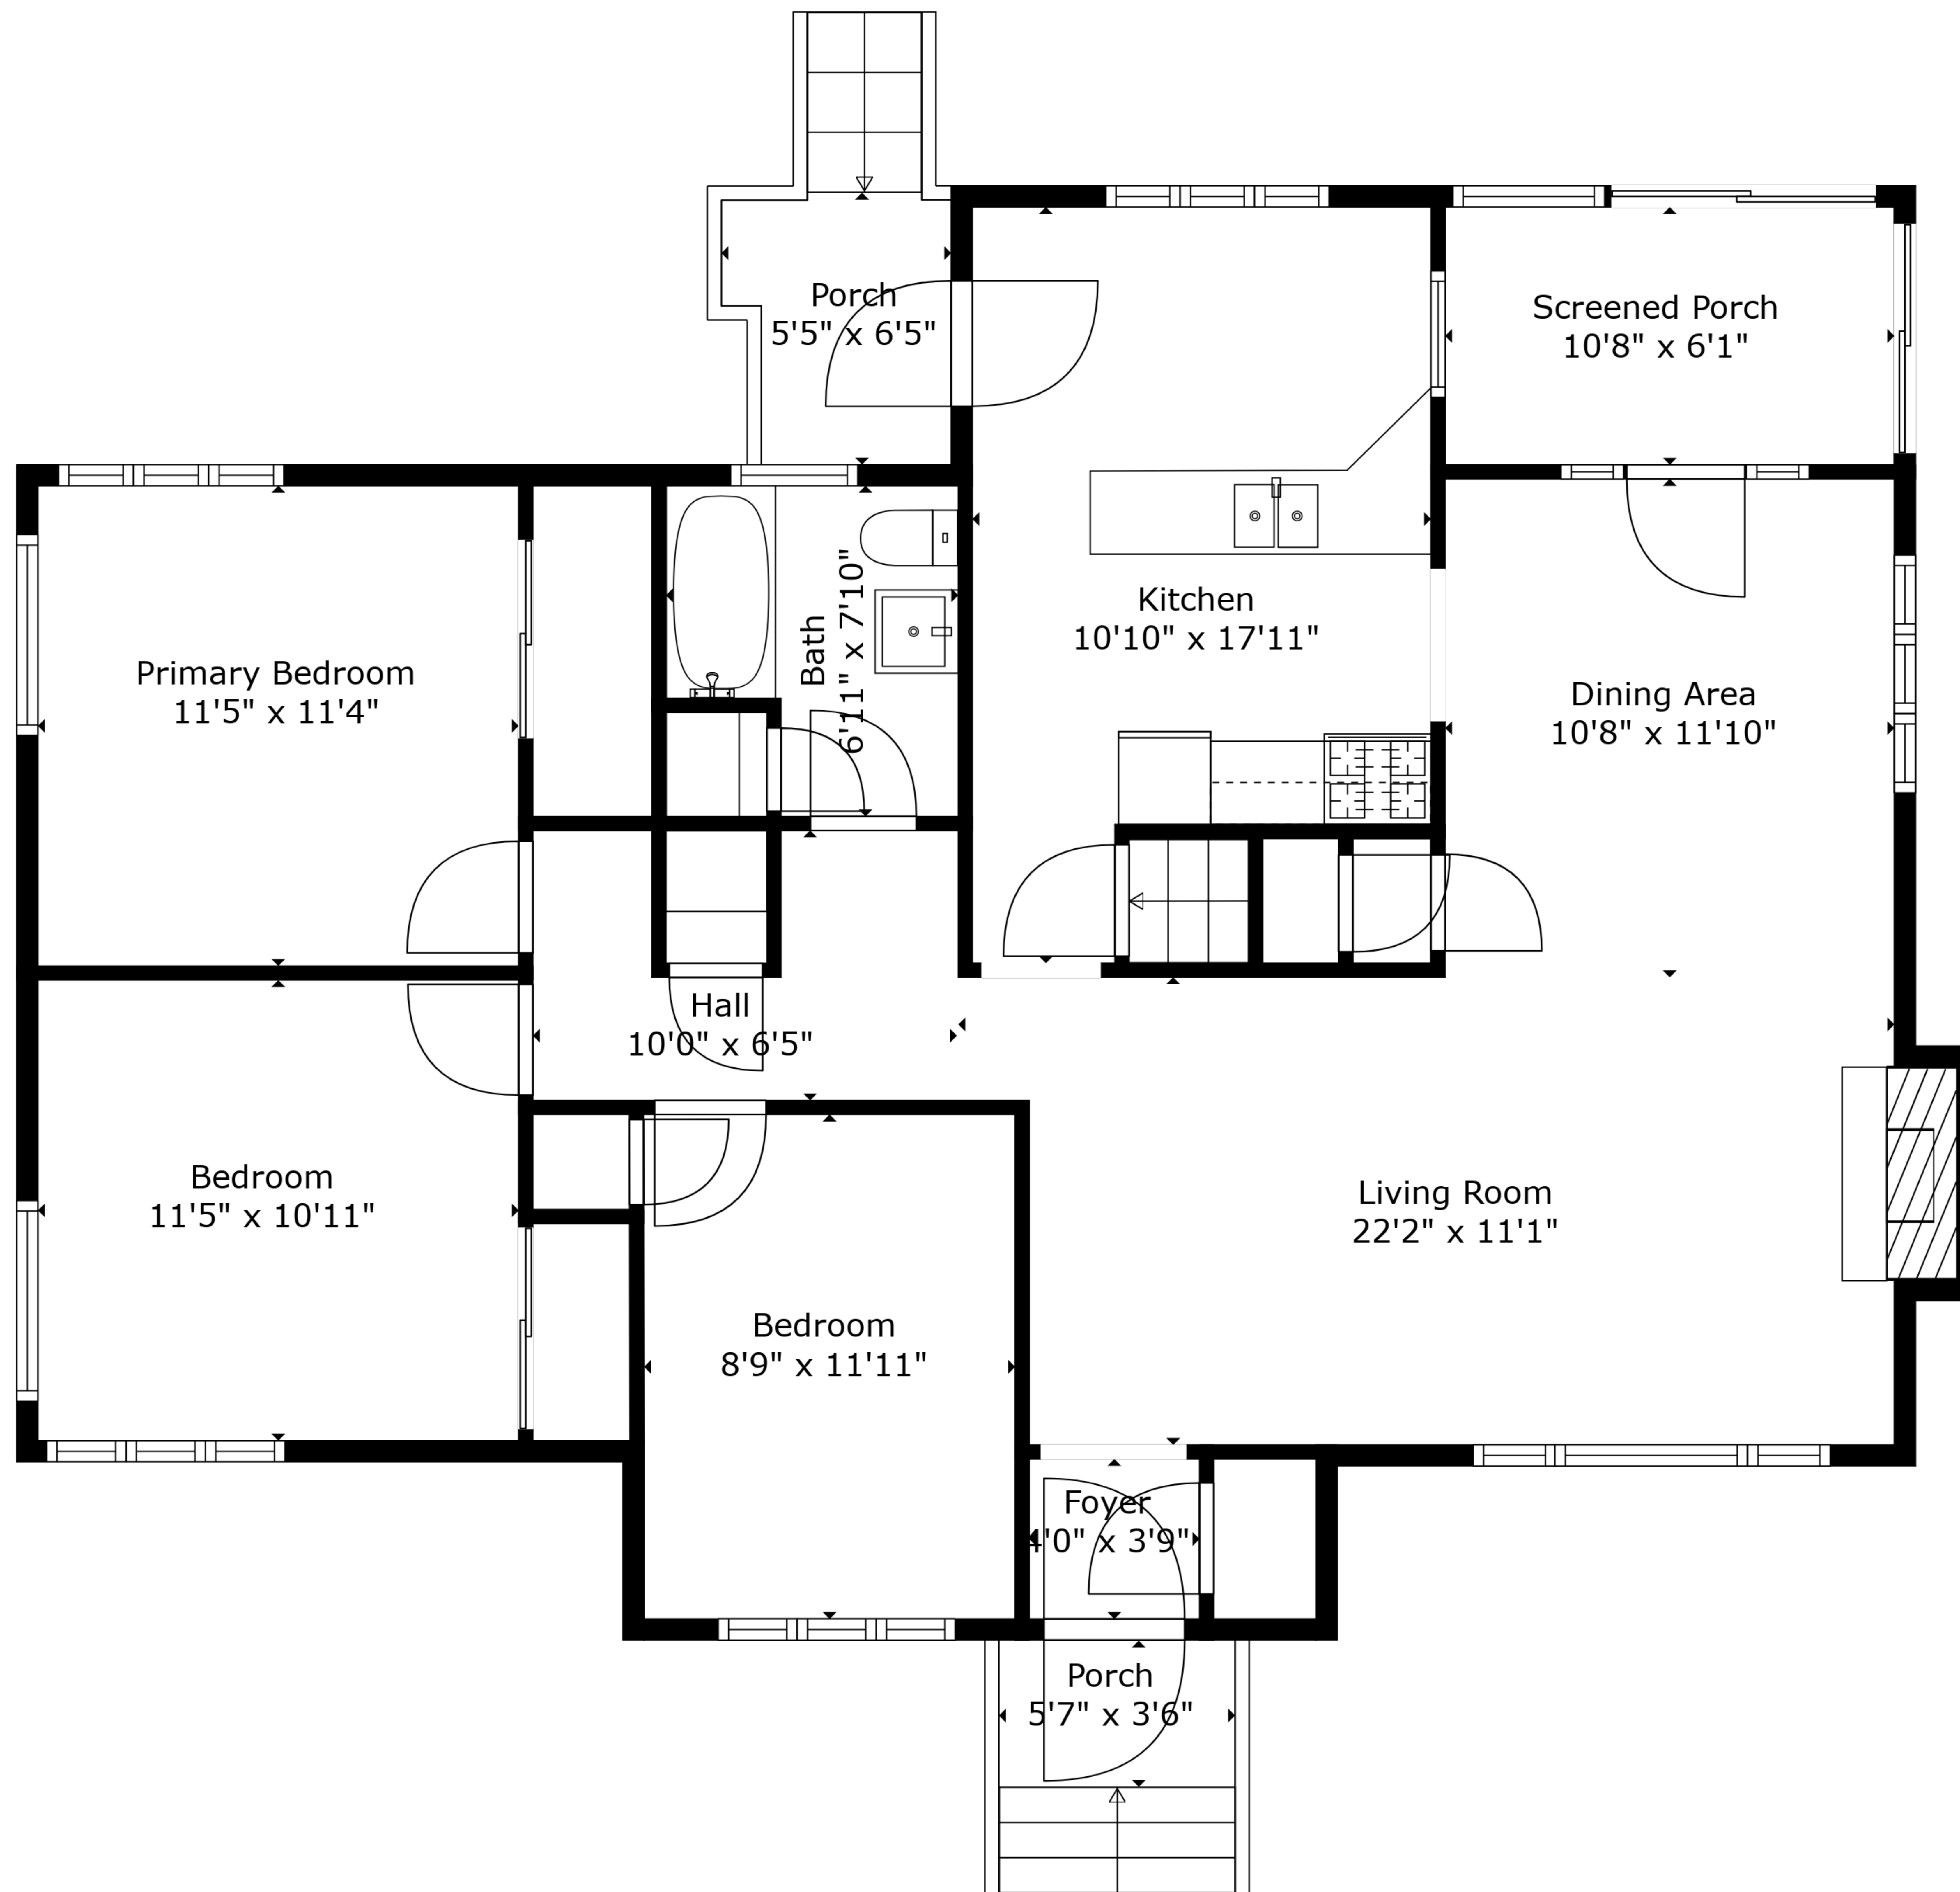 Porch
5'5" x 6'5"
Screened Porch
10'8" x 6'1"
Kitchen
10'10" x 17'11"
Bath
6'11" x 7'10"
Primary Bedroom
11'5" x 11'4"
Dining Area
10'8" x 11'10"
Hall
10'0" x 6'5"
Bedroom
11'5" x 10'11"
Living Room
22'2" x 11'1"
Bedroom
8'9" x 11'11"
Foyer
4'0" x 3'9"
Porch
5'7" x 3'6"